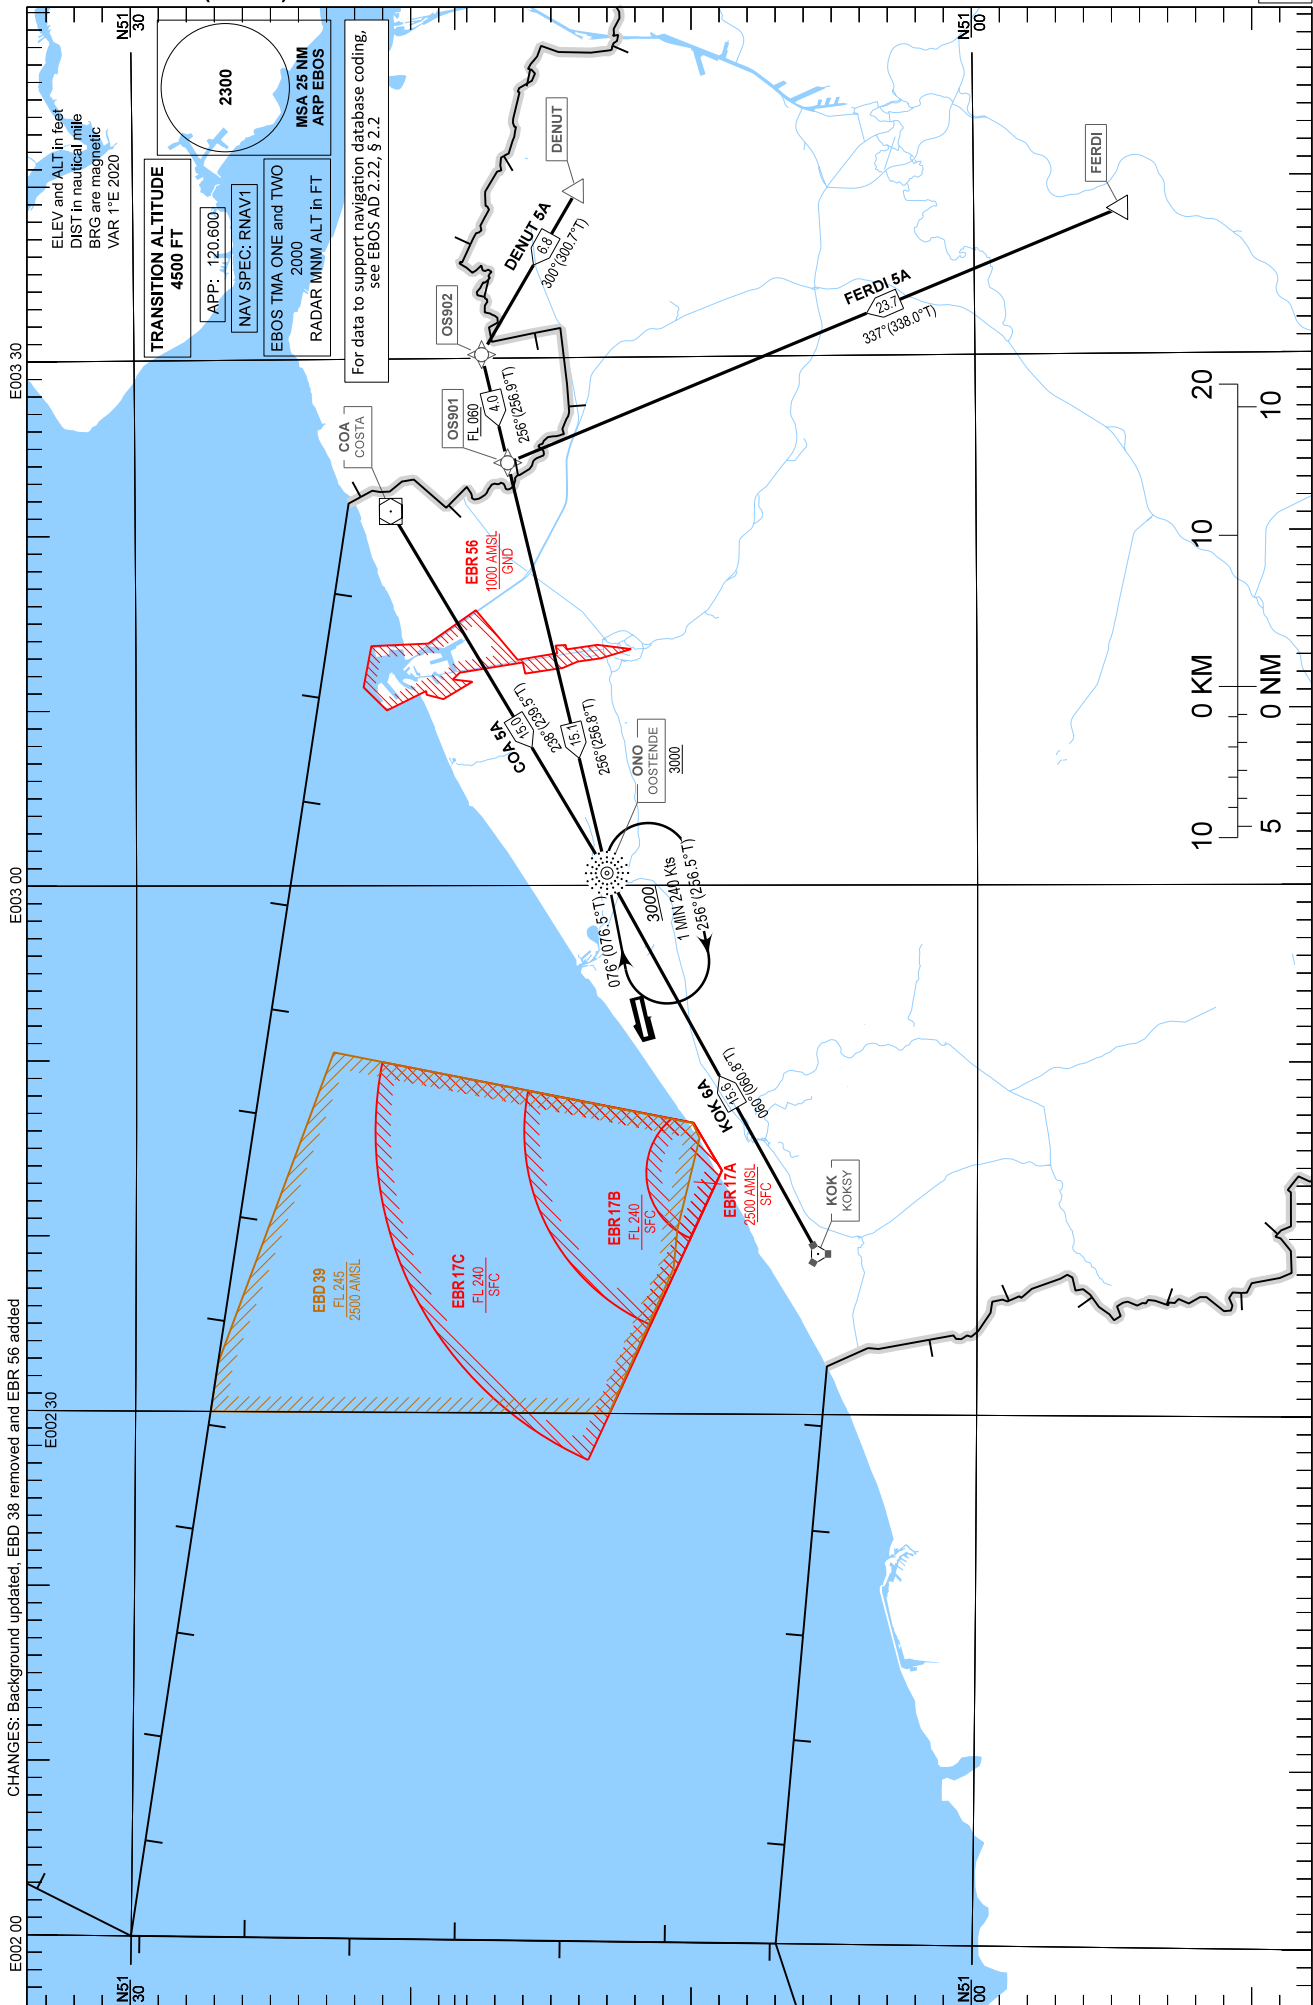 CHANGES: Background updated, EBD 38 removed and EBR 56 added
E002 00
E002 30
E003 00
E003 30
N51
30
N51
00
N51
30
N51
00
ELEV and ALT in feet
DIST in nautical mile
BRG are magnetic
VAR 1°E 2020
TRANSITION ALTITUDE
4500 FT
APP: 120.600
NAV SPEC: RNAV1
EBOS TMA ONE and TWO
2000
RADAR MNM ALT in FT
2300
MSA 25 NM
ARP EBOS
For data to support navigation database coding,
see EBOS AD 2.22, § 2.2
COA
COSTA
OS901
FL 060
OS902
DENUT
DENUT 5A
6.8
300°(300.7°T)
4.0
256°(256.9°T)
FERDI
FERDI 5A
23.7
337°(338.0°T)
EBR 56
1000 AMSL
GND
COA 5A
15.0
238°(239.5°T)
15.1
256°(256.8°T)
ONO
OOSTENDE
3000
076°(076.5°T)
3000
1 MIN 240 Kts
256°(256.5°T)
KOK 6A
15.6
060°(060.8°T)
KOK
KOKSY
EBD 39
FL 245
2500 AMSL
EBR 17C
FL 240
SFC
EBR 17B
FL 240
SFC
EBR 17A
2500 AMSL
SFC
10
0 KM
10
20
5
0 NM
10